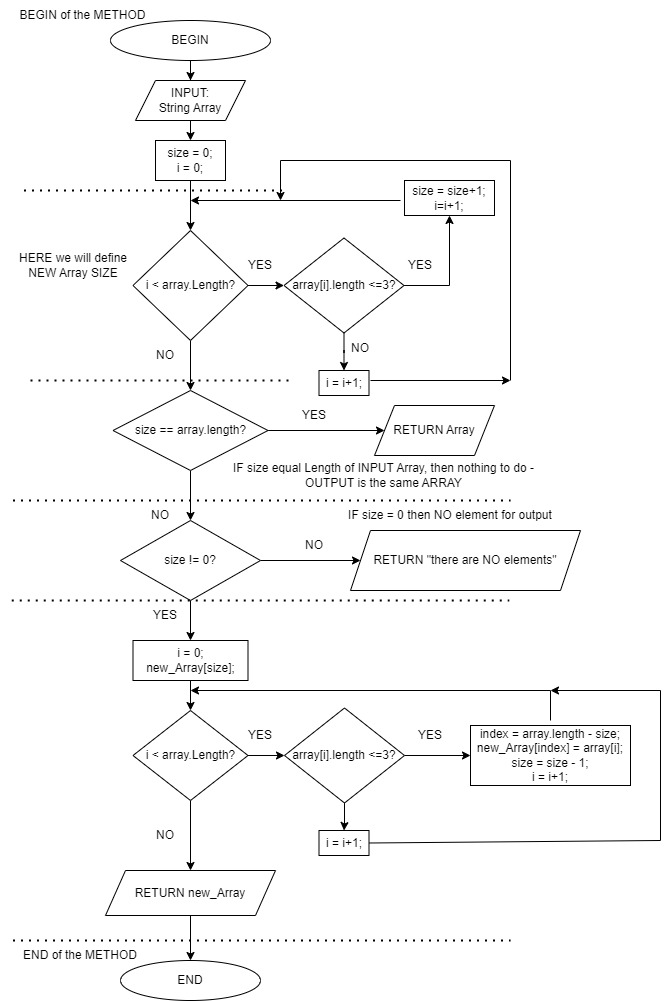 BEGIN of the METHOD
BEGIN
INPUT:
String Array
size = 0;
i = 0;
size = size+1;
i=i+1;
HERE we will define
NEW Array SIZE
i < array.Length?
YES
array[i].length <=3?
YES
NO
NO
i = i+1;
size == array.length?
YES
RETURN Array
IF size equal Length of INPUT Array, then nothing to do -
OUTPUT is the same ARRAY
NO
IF size = 0 then NO element for output
size != 0?
NO
RETURN "there are NO elements"
YES
i = 0;
new_Array[size];
i < array.Length?
YES
array[i].length <=3?
YES
index = array.length - size;
new_Array[index] = array[i];
size = size - 1;
i = i+1;
NO
i = i+1;
RETURN new_Array
END of the METHOD
END